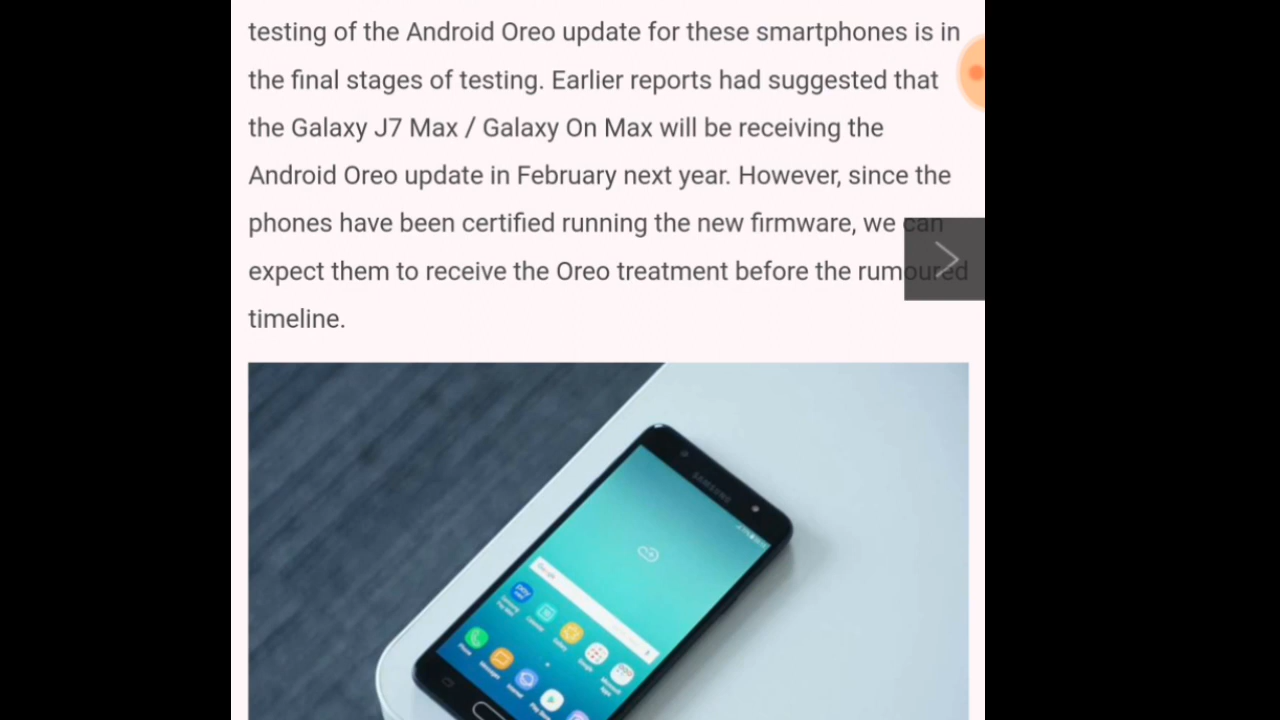 testing of the Android Oreo update for these smartphones is in
the final stages of testing. Earlier reports had suggested that
the Galaxy J7 Max / Galaxy On Max will be receiving the
Android Oreo update in February next year. However, since the
phones have been certified running the new firmware, we can
expect them to receive the Oreo treatment before the rumoured
timeline.
SAMSUNG
Google
Phone
Messages